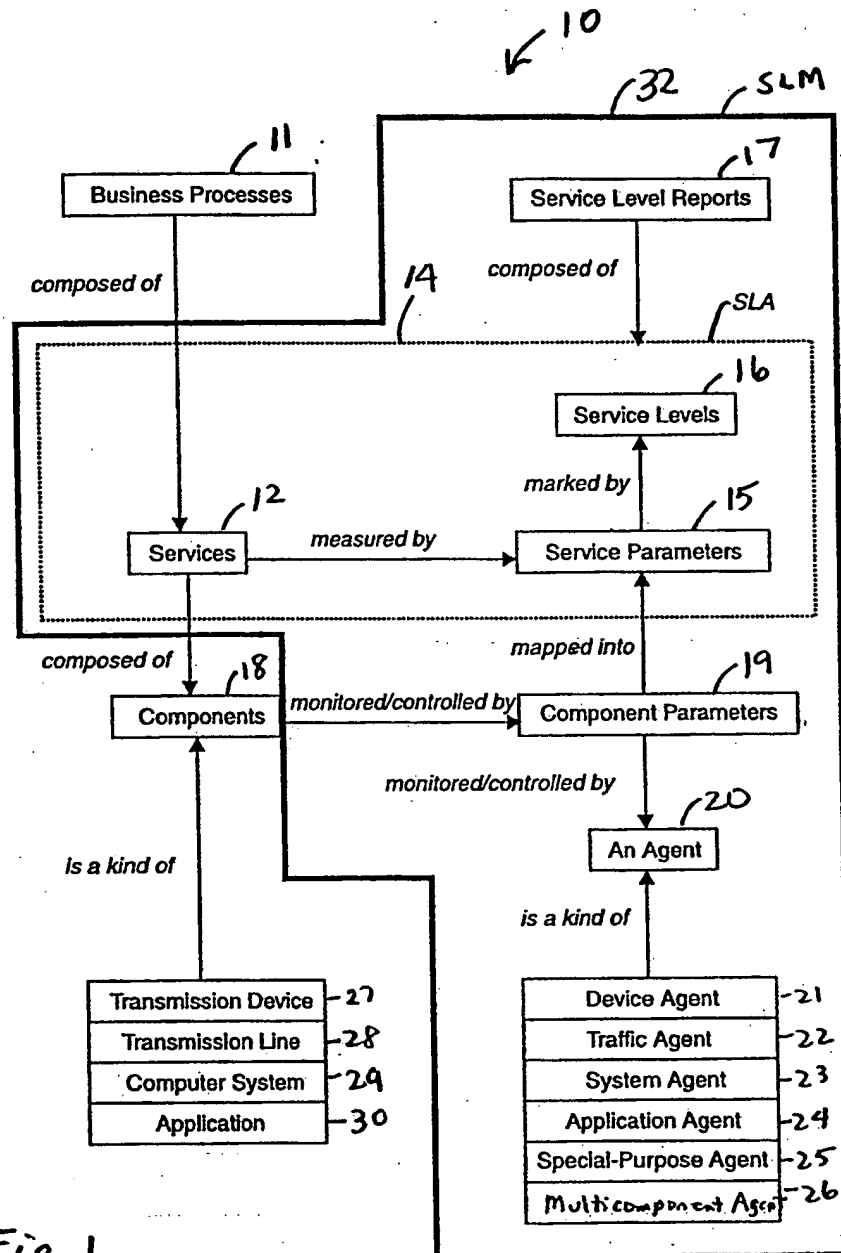 10
32 SLM
11
17
Business Processes
Service Level Reports
composed of
composed of
14
SLA
16
Service Levels
marked by
12
15
Services
measured by
Service Parameters
composed of
mapped into
18
19
Components
monitored/controlled by
Component Parameters
monitored/controlled by
20
An Agent
is a kind of
is a kind of
Transmission Device 27
Transmission Line 28
Computer System 29
Application 30
Device Agent 21
Traffic Agent 22
System Agent 23
Application Agent 24
Special-Purpose Agent 25
Multicomponent Agent 26
Fig. 1